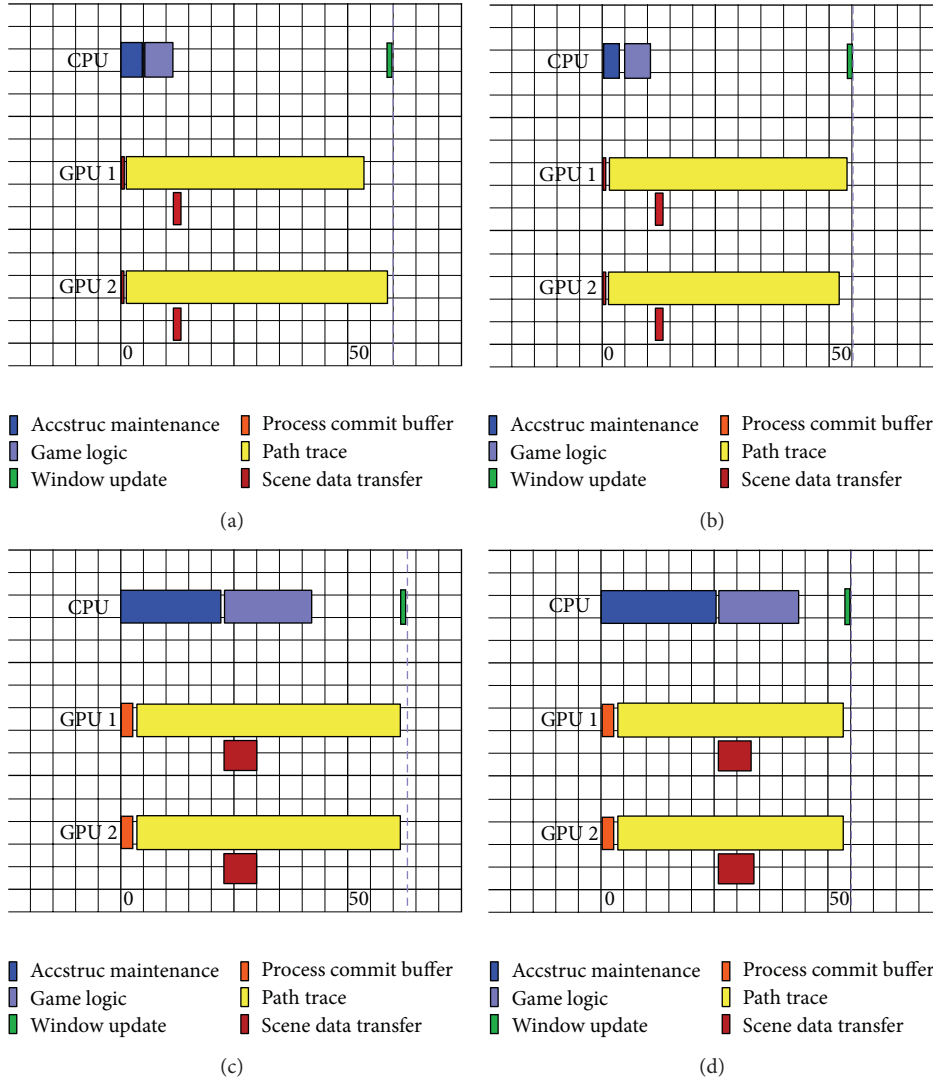 CPU
GPU 1
GPU 2
0 50
Accstruc maintenance Process commit buffer
Game logic Path trace
Window update Scene data transfer
(a)
CPU
GPU 1
GPU 2
0 50
Accstruc maintenance Process commit buffer
Game logic Path trace
Window update Scene data transfer
(b)
CPU
GPU 1
GPU 2
0 50
Accstruc maintenance Process commit buffer
Game logic Path trace
Window update Scene data transfer
(c)
CPU
GPU 1
GPU 2
0 50
Accstruc maintenance Process commit buffer
Game logic Path trace
Window update Scene data transfer
(d)